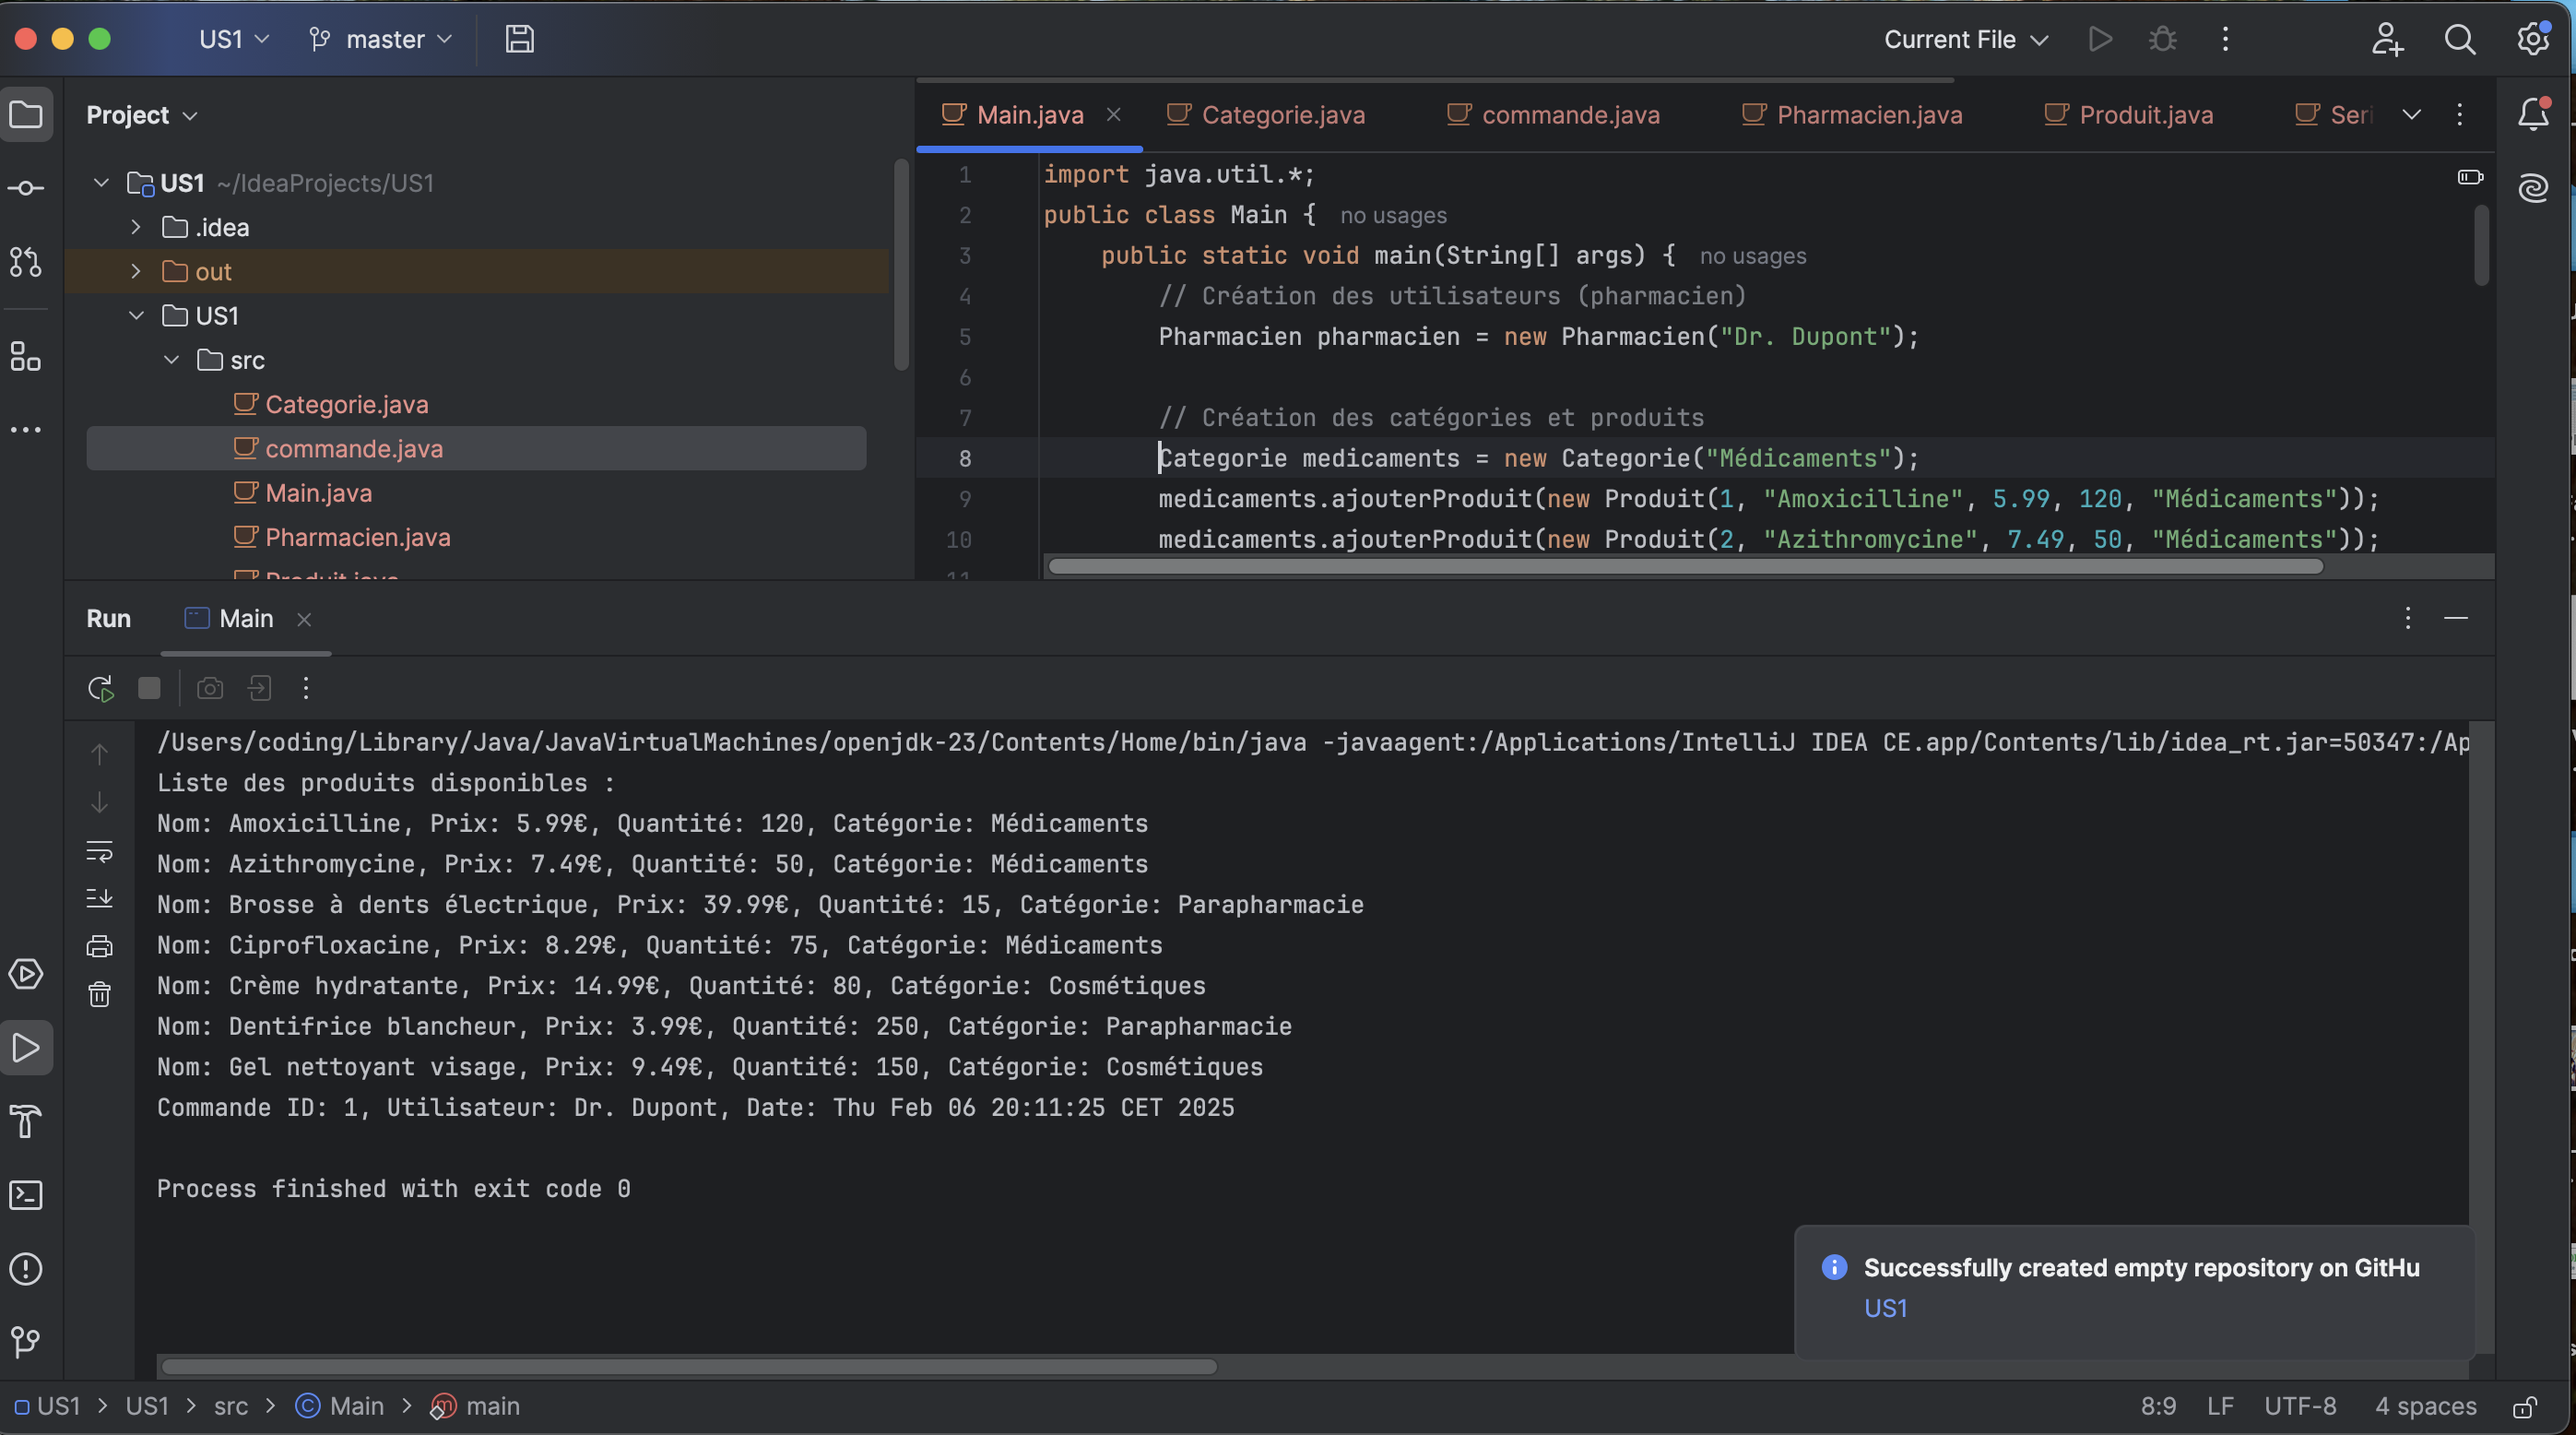 US1 master Current File
Project
Main.java Categorie.java commande.java Pharmacien.java Produit.java Seri
US1 ~/IdeaProjects/US1
.idea
out
US1
src
Categorie.java
commande.java
Main.java
Pharmacien.java
Produit.java
1 import java.util.*;
2 public class Main { no usages
3 public static void main(String[] args) { no usages
4 // Création des utilisateurs (pharmacien)
5 Pharmacien pharmacien = new Pharmacien("Dr. Dupont");
6
7 // Création des catégories et produits
8 Categorie medicaments = new Categorie("Médicaments");
9 medicaments.ajouterProduit(new Produit(1, "Amoxicilline", 5.99, 120, "Médicaments"));
10 medicaments.ajouterProduit(new Produit(2, "Azithromycine", 7.49, 50, "Médicaments"));
11
Run Main
/Users/coding/Library/Java/JavaVirtualMachines/openjdk-23/Contents/Home/bin/java -javaagent:/Applications/IntelliJ IDEA CE.app/Contents/lib/idea_rt.jar=50347:/Ap
Liste des produits disponibles :
Nom: Amoxicilline, Prix: 5.99€, Quantité: 120, Catégorie: Médicaments
Nom: Azithromycine, Prix: 7.49€, Quantité: 50, Catégorie: Médicaments
Nom: Brosse à dents électrique, Prix: 39.99€, Quantité: 15, Catégorie: Parapharmacie
Nom: Ciprofloxacine, Prix: 8.29€, Quantité: 75, Catégorie: Médicaments
Nom: Crème hydratante, Prix: 14.99€, Quantité: 80, Catégorie: Cosmétiques
Nom: Dentifrice blancheur, Prix: 3.99€, Quantité: 250, Catégorie: Parapharmacie
Nom: Gel nettoyant visage, Prix: 9.49€, Quantité: 150, Catégorie: Cosmétiques
Commande ID: 1, Utilisateur: Dr. Dupont, Date: Thu Feb 06 20:11:25 CET 2025
Process finished with exit code 0
Successfully created empty repository on GitHu
US1
US1 > US1 > src > Main > main 8:9 LF UTF-8 4 spaces